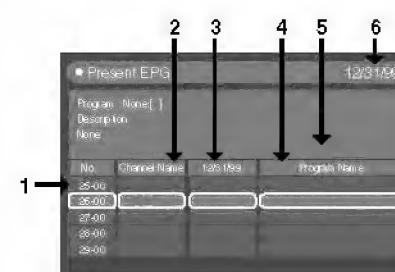 2 3 4 5 6
Present EPG 12/31/99
Program None[ ]
Description
None
No. Channel Name 12/31/99 Program Name
1
25-00
26-00
27-00
28-00
29-00